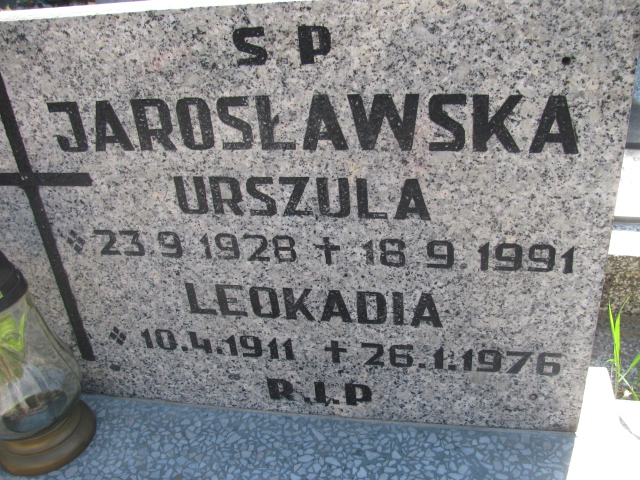 S P
JAROSŁAWSKA
URSZULA
23.9.1928 + 18.9.1991
LEOKADIA
10.4.1911 + 26.1.1976
R.I.P